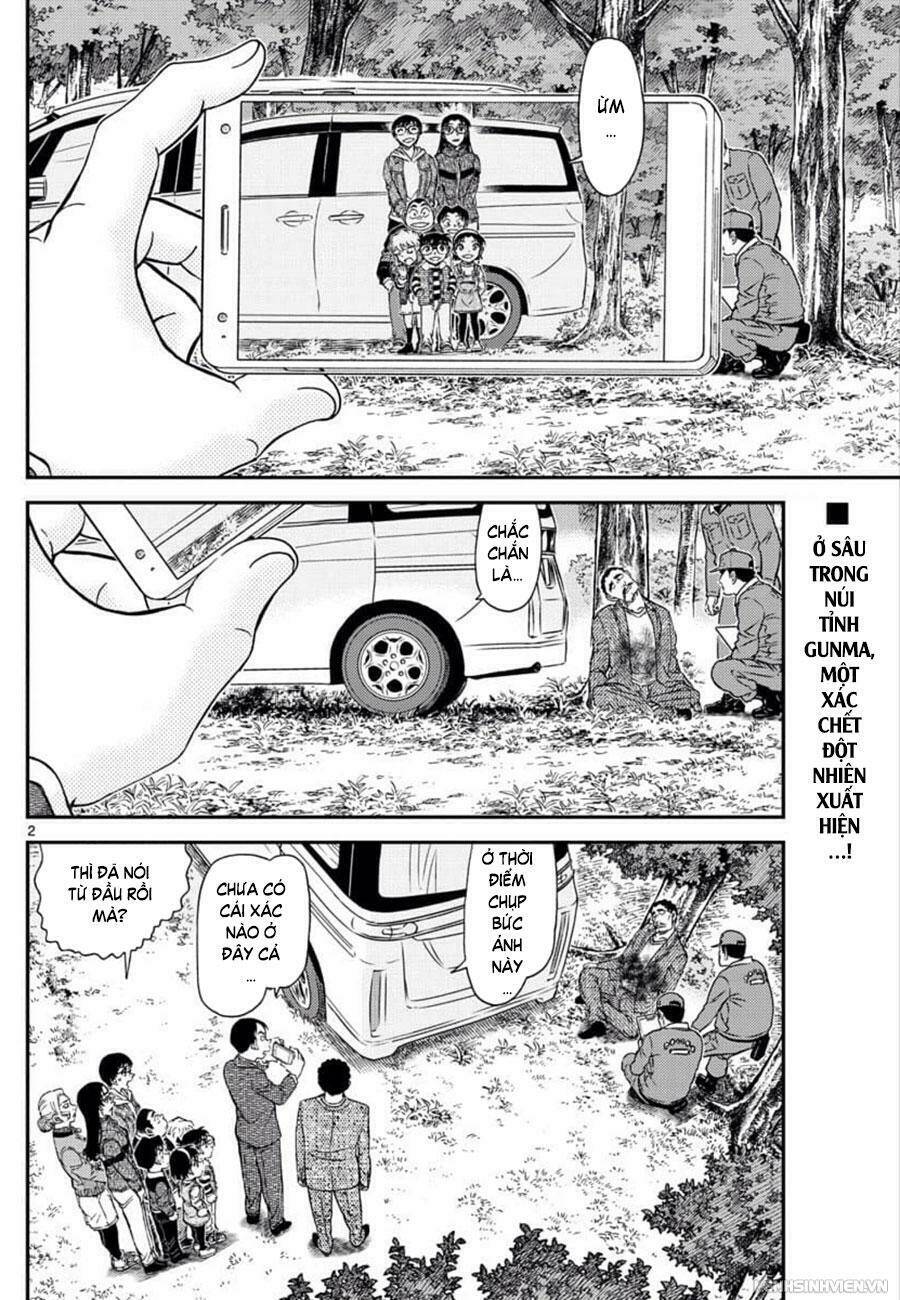 ỪM
...
CHẮC
CHẮN
LÀ...
■
Ở SÂU
TRONG
NÚI
TỈNH
GUNMA,
MỘT
XÁC
CHẾT
ĐỘT
NHIÊN
XUẤT
HIỆN
...!
2
Ở THỜI
ĐIỂM
CHỤP
BỨC
ẢNH
NÀY
...
CHƯA CÓ
CÁI XÁC
NÀO Ở
ĐÂY CẢ
...
THÌ ĐÃ NÓI
TỪ ĐẦU RỒI
MÀ?